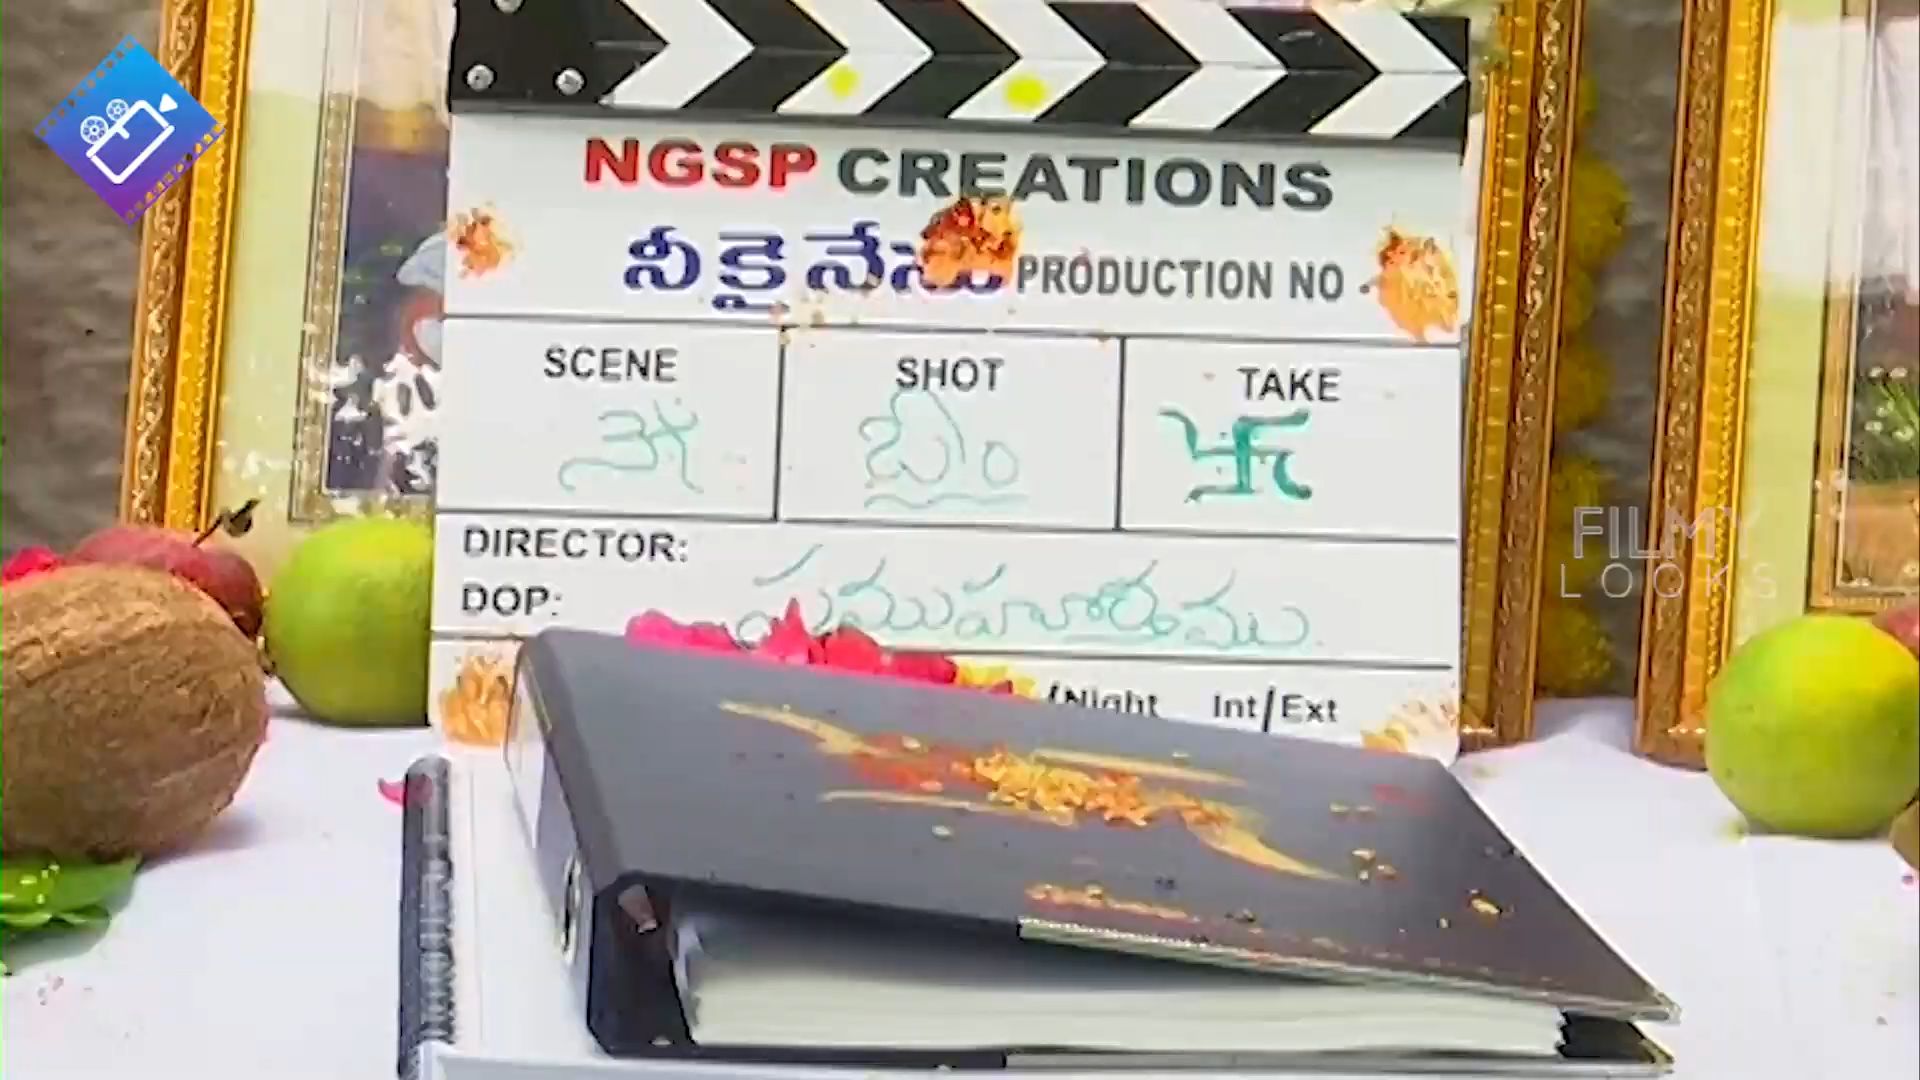 NGSP CREATIONS
నీకై నేను PRODUCTION NO
SCENE SHOT TAKE
DIRECTOR:
DOP:
/Night Int/Ext
FILMY
LOOKS